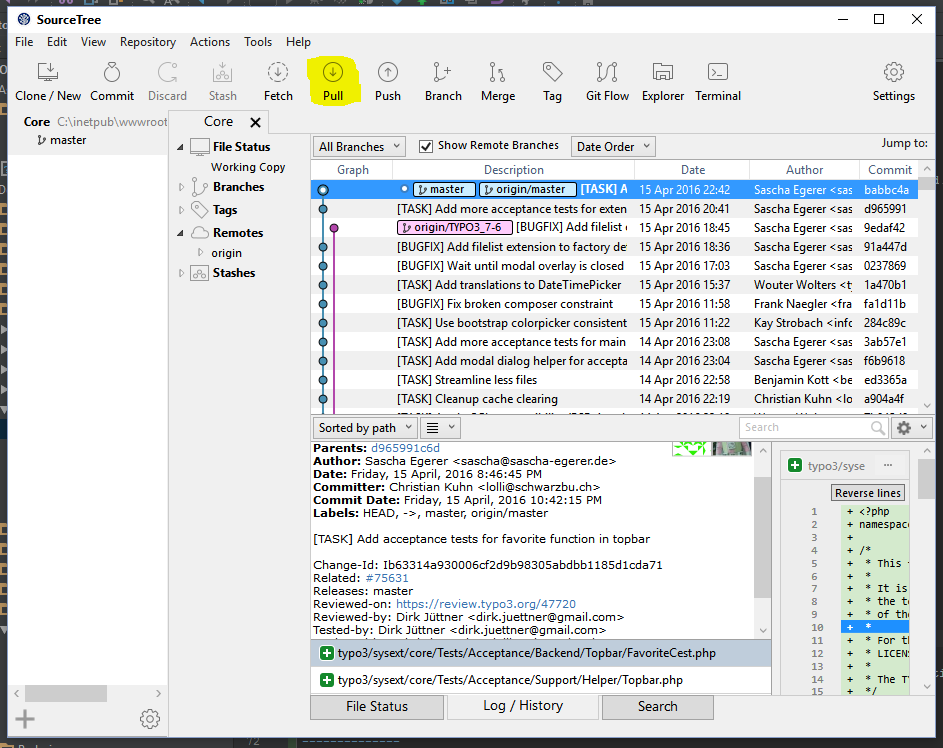 SourceTree
File Edit View Repository Actions Tools Help
Clone / New Commit Discard Stash Fetch Pull Push Branch Merge Tag Git Flow Explorer Terminal Settings
Core C:\inetpub\wwwroot
master
Core
File Status
Working Copy
Branches
Tags
Remotes
origin
Stashes
All Branches Show Remote Branches Date Order Jump to:
Graph Description Date Author Commit
master origin/master [TASK] A 15 Apr 2016 22:42 Sascha Egerer <sas babbc4a
[TASK] Add more acceptance tests for exten 15 Apr 2016 20:41 Sascha Egerer <sas d965991
origin/TYPO3_7-6 [BUGFIX] Add filelist 15 Apr 2016 18:45 Sascha Egerer <sas 9edaf42
[BUGFIX] Add filelist extension to factory de 15 Apr 2016 18:36 Sascha Egerer <sas 91a447d
[BUGFIX] Wait until modal overlay is closed 15 Apr 2016 17:03 Sascha Egerer <sas 0237869
[TASK] Add translations to DateTimePicker 15 Apr 2016 15:37 Wouter Wolters <t 1a470b1
[BUGFIX] Fix broken composer constraint 15 Apr 2016 11:58 Frank Naegler <fra fa1d11b
[TASK] Use bootstrap colorpicker consistent 15 Apr 2016 11:22 Kay Strobach <info 284c89c
[TASK] Add more acceptance tests for main 14 Apr 2016 23:08 Sascha Egerer <sas 3ab57e1
[TASK] Add modal dialog helper for accepta 14 Apr 2016 23:04 Sascha Egerer <sas f6b9618
[TASK] Streamline less files 14 Apr 2016 22:58 Benjamin Kott <be ed3365a
[TASK] Cleanup cache clearing 14 Apr 2016 22:19 Christian Kuhn <lo a904a4f
Sorted by path Search
Parents: d965991c6d
Author: Sascha Egerer <sascha@sascha-egerer.de>
Date: Friday, 15 April, 2016 8:46:45 PM
Committer: Christian Kuhn <lolli@schwarzbu.ch>
Commit Date: Friday, 15 April, 2016 10:42:15 PM
Labels: HEAD, ->, master, origin/master
[TASK] Add acceptance tests for favorite function in topbar
Change-Id: Ib63314a930006cf2d9b98305abdbb1185d1cda71
Related: #75631
Releases: master
Reviewed-on: https://review.typo3.org/47720
Reviewed-by: Dirk Jüttner <dirk.juettner@gmail.com>
Tested-by: Dirk Jüttner <dirk.juettner@gmail.com>
typo3/sysext/core/Tests/Acceptance/Backend/Topbar/FavoriteCest.php
typo3/sysext/core/Tests/Acceptance/Support/Helper/Topbar.php
typo3/syse ...
Reverse lines
1 + <?php
2 + namespac
3 +
4 + /*
5 + * This
6 + *
7 + * It is
8 + * the t
9 + * of the
10 + *
11 + * For th
12 + * LICENS
13 + *
14 + * The T
15 + */
File Status Log / History Search
72